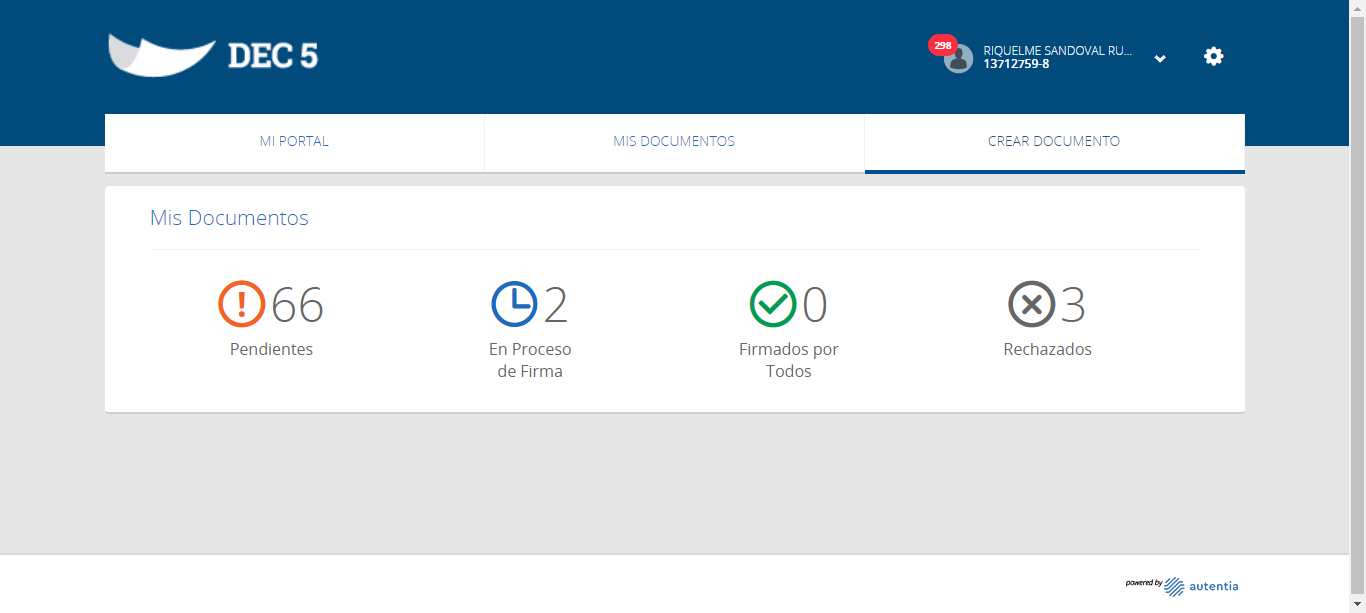 DEC 5
298
RIQUELME SANDOVAL RU...
13712759-8
MI PORTAL
MIS DOCUMENTOS
CREAR DOCUMENTO
Mis Documentos
66
Pendientes
2
En Proceso
de Firma
0
Firmados por
Todos
3
Rechazados
powered by autentia